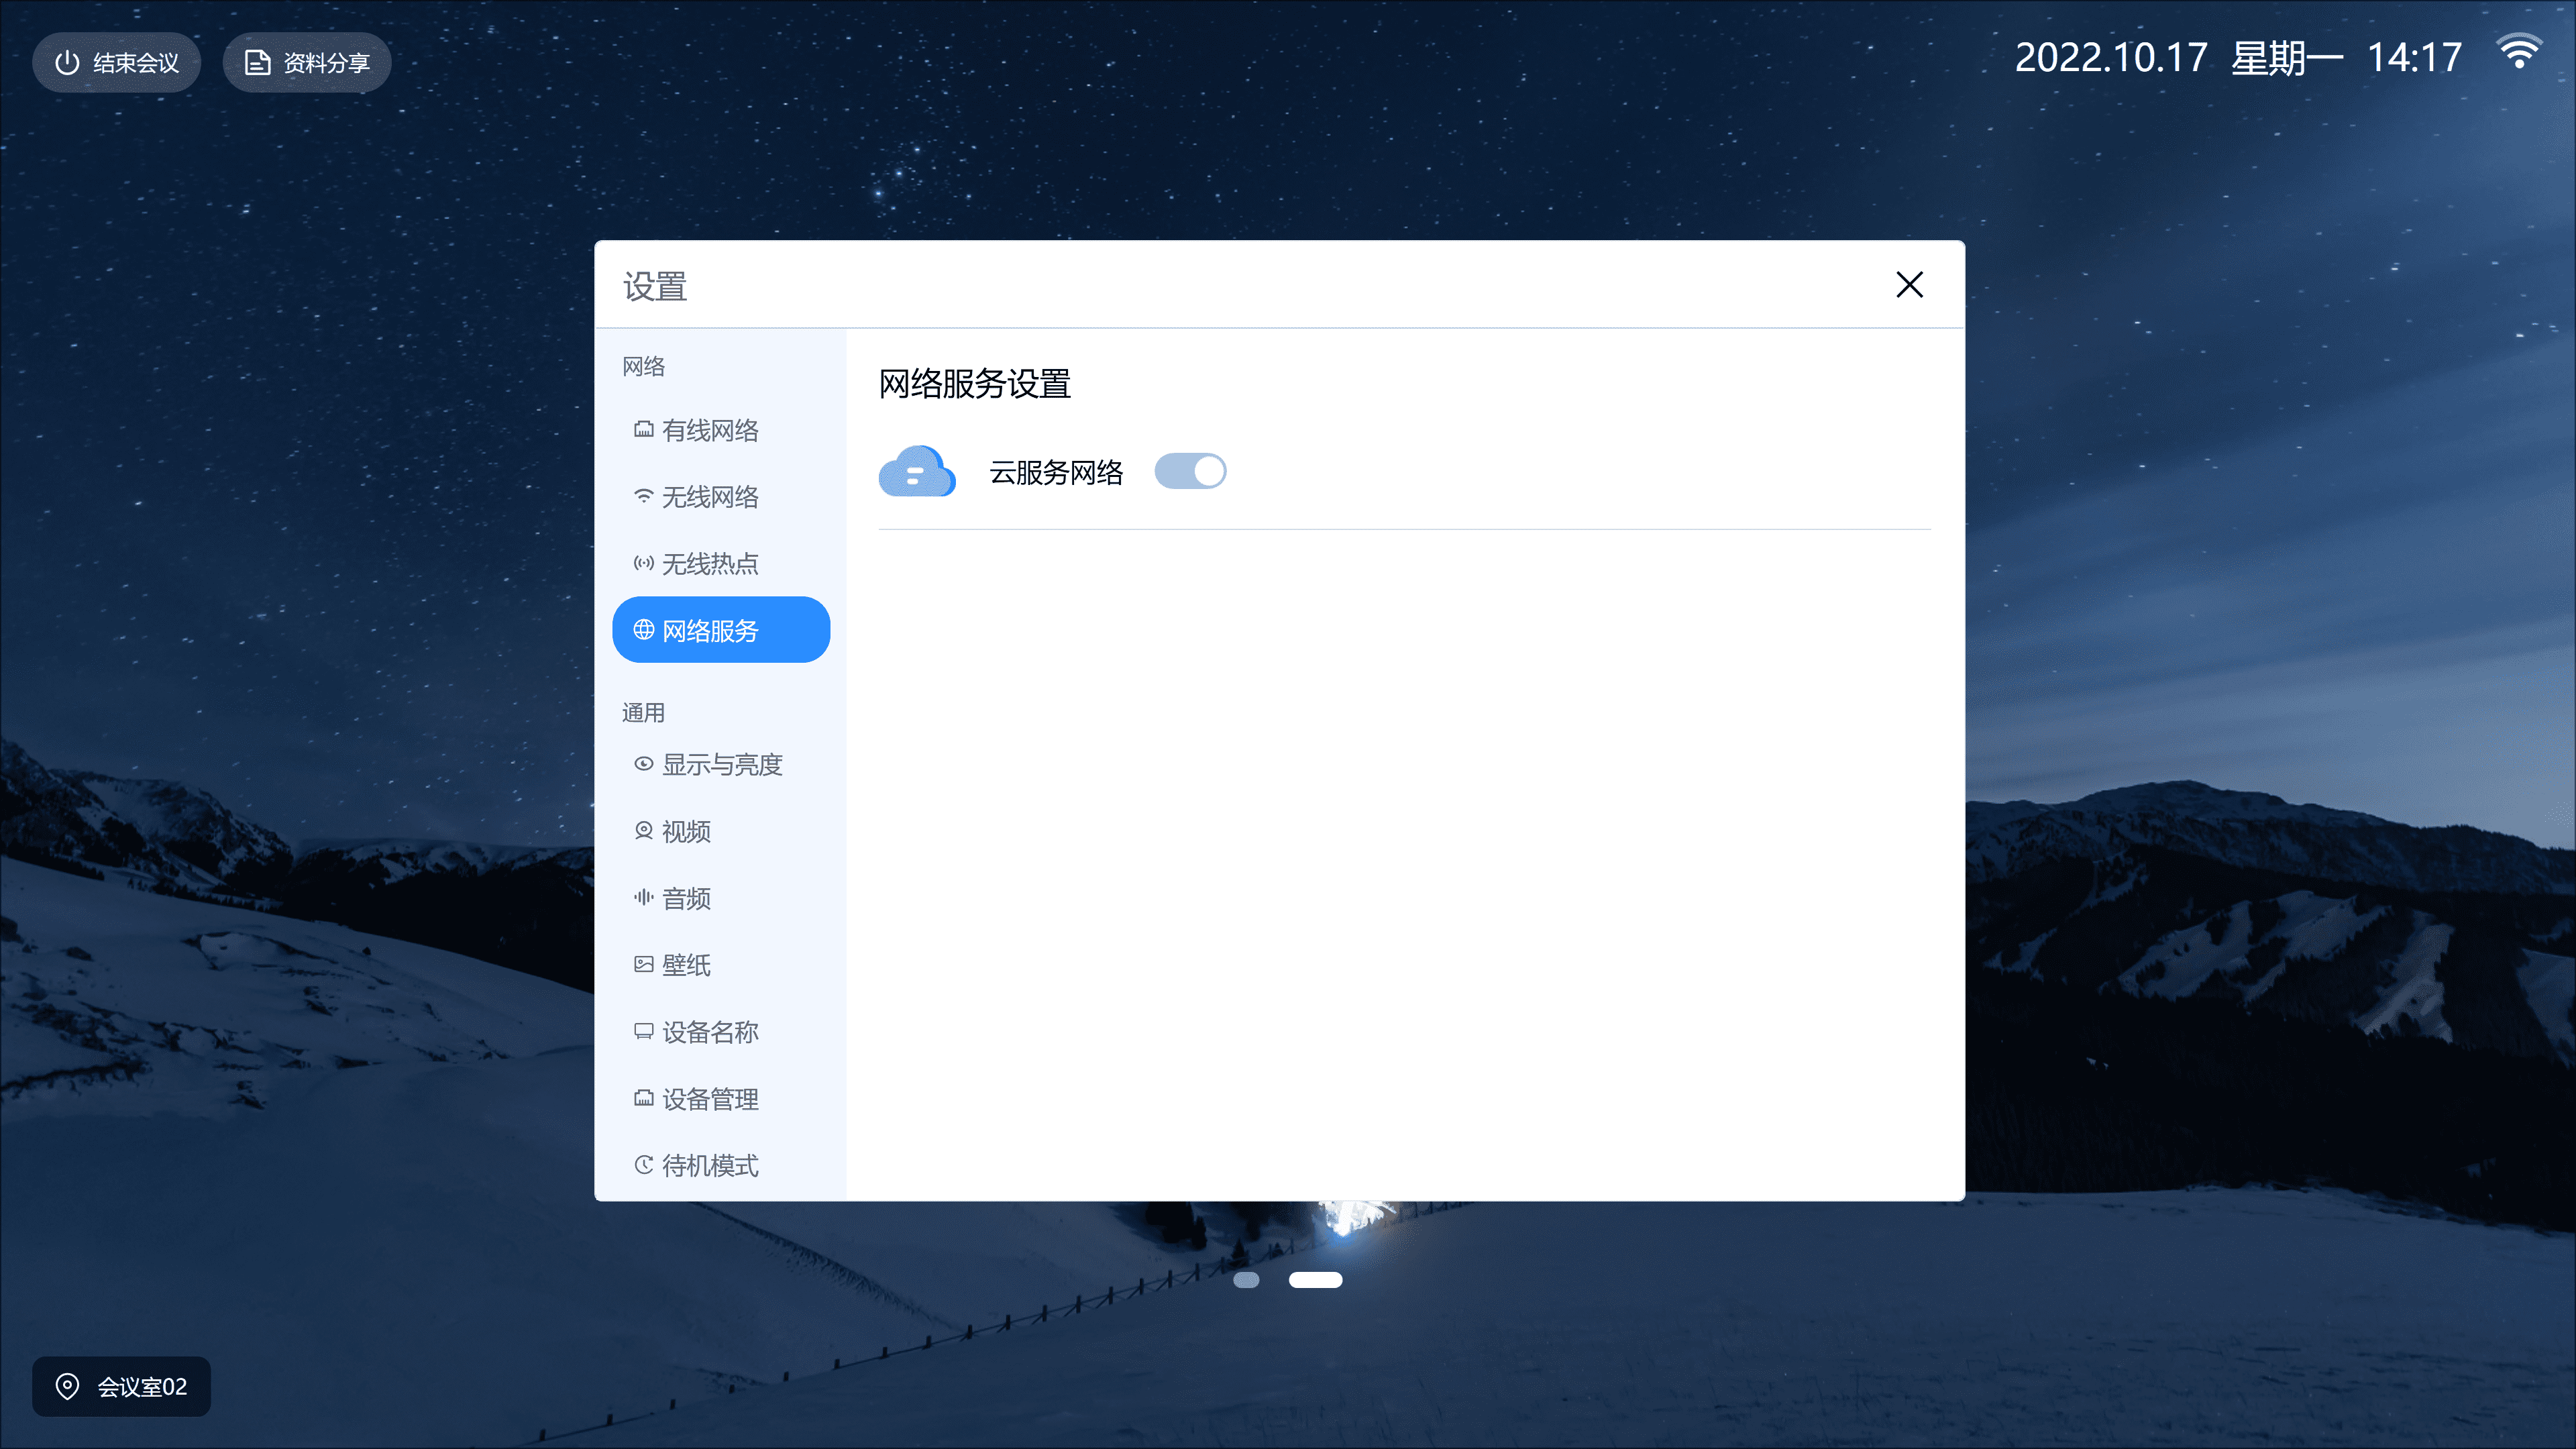 结束会议
资料分享
2022.10.17 星期一 14:17
设置
网络
有线网络
无线网络
无线热点
网络服务
通用
显示与亮度
视频
音频
壁纸
设备名称
设备管理
待机模式
网络服务设置
云服务网络
会议室02